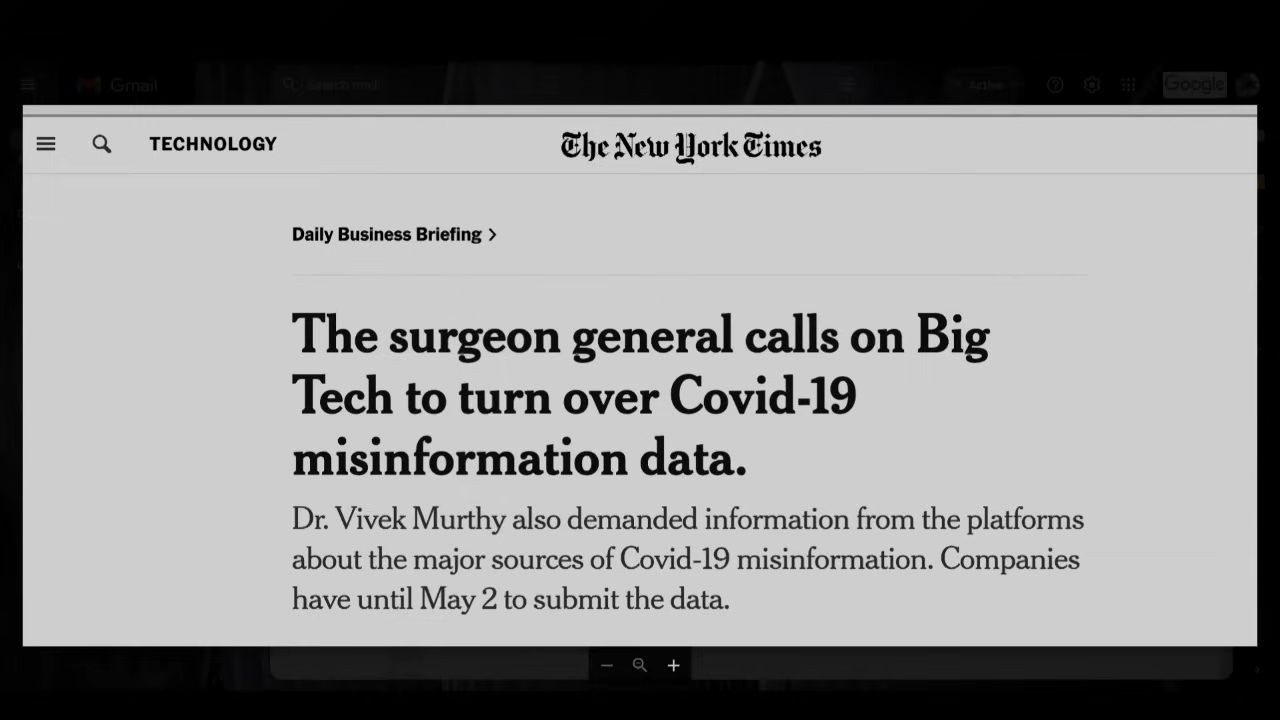 Gmail
Search mail
Active
Google
TECHNOLOGY
The New York Times
Daily Business Briefing >
The surgeon general calls on Big
Tech to turn over Covid-19
misinformation data.
Dr. Vivek Murthy also demanded information from the platforms
about the major sources of Covid-19 misinformation. Companies
have until May 2 to submit the data.